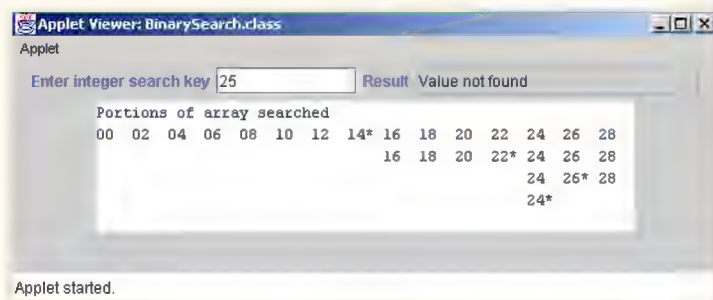 Applet Viewer: BinarySearch.class
Applet
Enter integer search key 25 Result Value not found
Portions of array searched
00 02 04 06 08 10 12 14* 16 18 20 22 24 26 28
16 18 20 22* 24 26 28
24 26* 28
24*
Applet started.